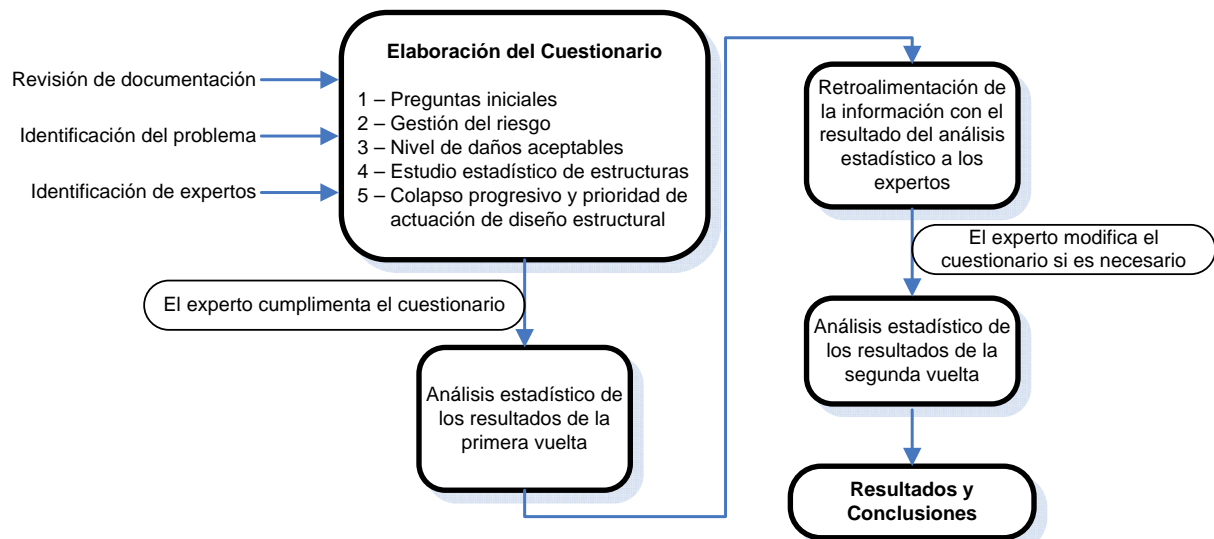 Revisión de documentación
Identificación del problema
Identificación de expertos
Elaboración del Cuestionario
1 – Preguntas iniciales
2 – Gestión del riesgo
3 – Nivel de daños aceptables
4 – Estudio estadístico de estructuras
5 – Colapso progresivo y prioridad de
actuación de diseño estructural
El experto cumplimenta el cuestionario
Análisis estadístico de
los resultados de la
primera vuelta
Retroalimentación de
la información con el
resultado del análisis
estadístico a los
expertos
El experto modifica el
cuestionario si es necesario
Análisis estadístico de
los resultados de la
segunda vuelta
Resultados y
Conclusiones